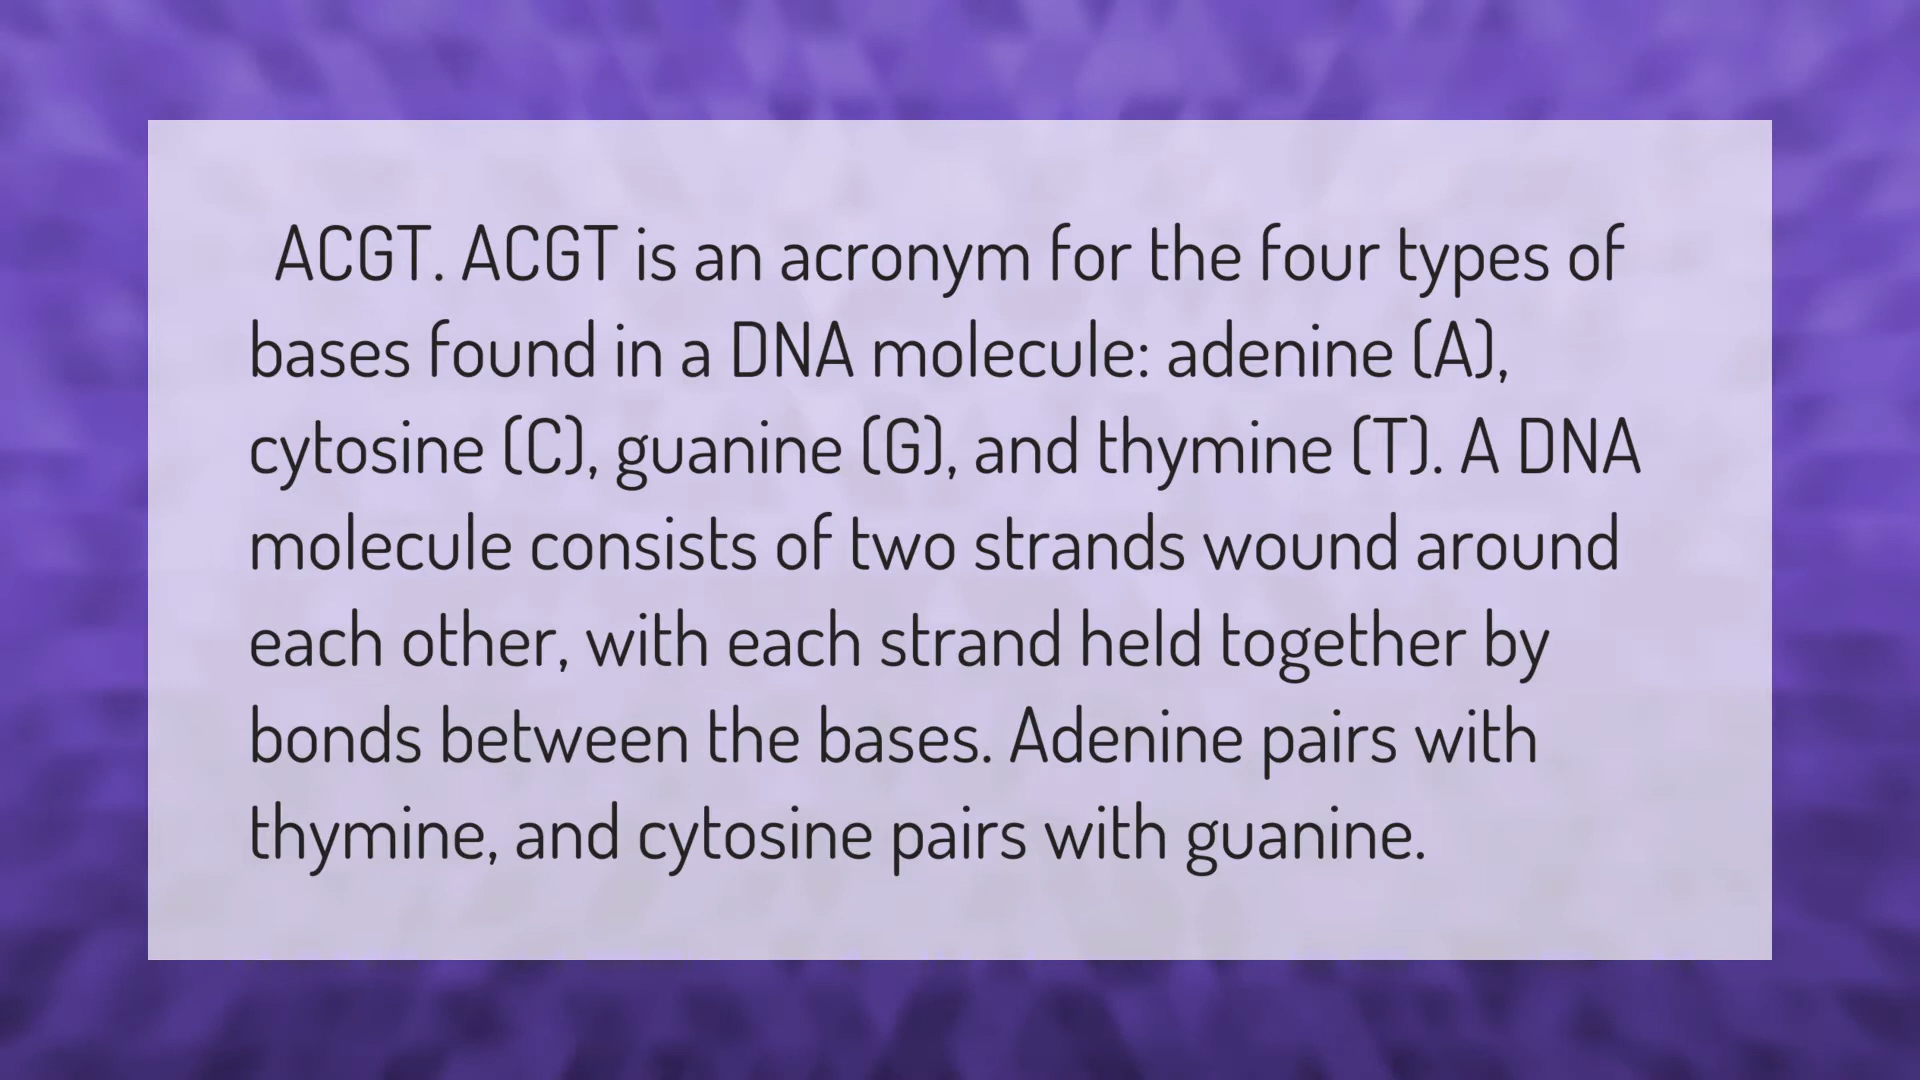 ACGT. ACGT is an acronym for the four types of
bases found in a DNA molecule: adenine (A),
cytosine (C), guanine (G), and thymine (T). A DNA
molecule consists of two strands wound around
each other, with each strand held together by
bonds between the bases. Adenine pairs with
thymine, and cytosine pairs with guanine.